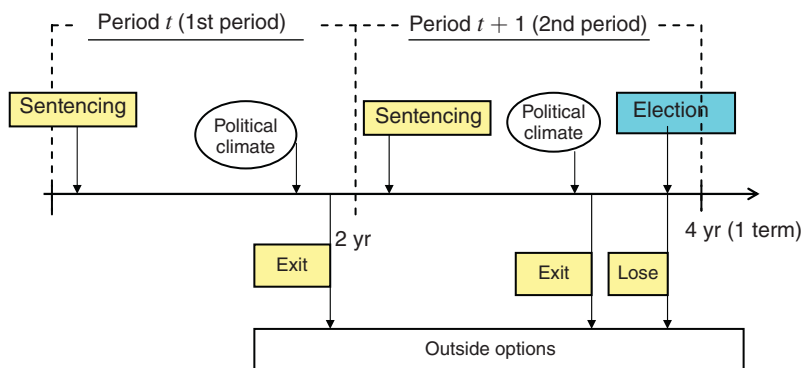 Period t (1st period)
Period t + 1 (2nd period)
Sentencing
Political
climate
Sentencing
Political
climate
Election
2 yr
4 yr (1 term)
Exit
Exit
Lose
Outside options